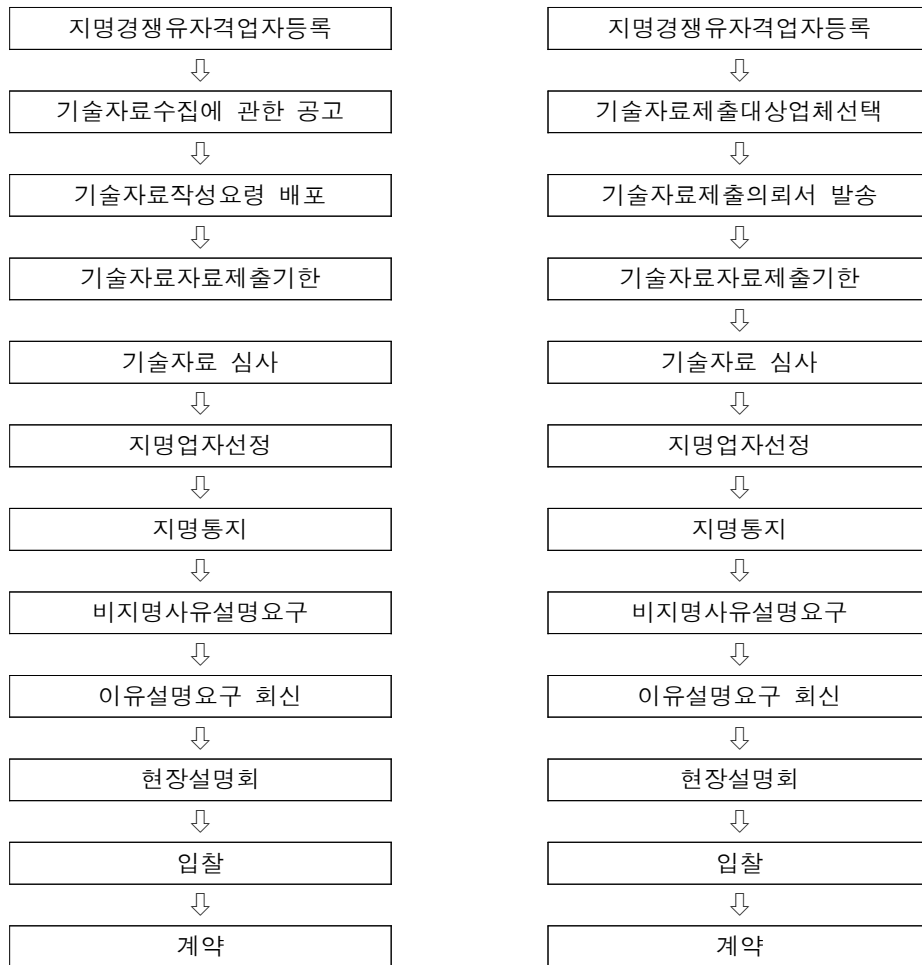 지명경쟁유자격업자등록
⇩
기술자료수집에 관한 공고
⇩
기술자료작성요령 배포
⇩
기술자료자료제출기한
기술자료 심사
⇩
지명업자선정
⇩
지명통지
⇩
비지명사유설명요구
⇩
이유설명요구 회신
⇩
현장설명회
⇩
입찰
⇩
계약
지명경쟁유자격업자등록
⇩
기술자료제출대상업체선택
⇩
기술자료제출의뢰서 발송
⇩
기술자료자료제출기한
⇩
기술자료 심사
⇩
지명업자선정
⇩
지명통지
⇩
비지명사유설명요구
⇩
이유설명요구 회신
⇩
현장설명회
⇩
입찰
⇩
계약